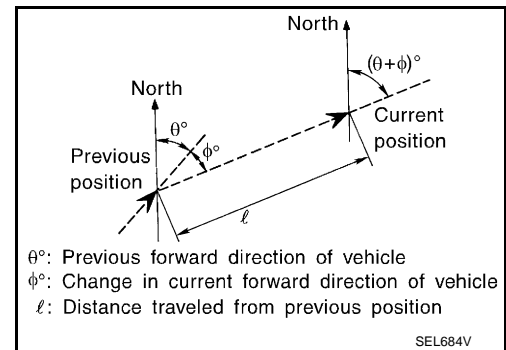 North
(θ+ϕ)°
North
θ°
ϕ°
Current
position
Previous
position
ℓ
θ°: Previous forward direction of vehicle
ϕ°: Change in current forward direction of vehicle
ℓ: Distance traveled from previous position
SEL684V